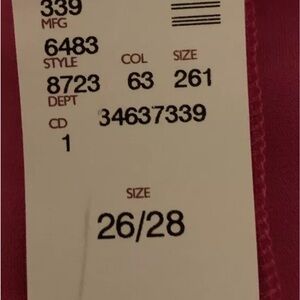 339
MFG
6483
STYLE COL SIZE
8723 63 261
DEPT
CD 34637339
1
SIZE
26/28